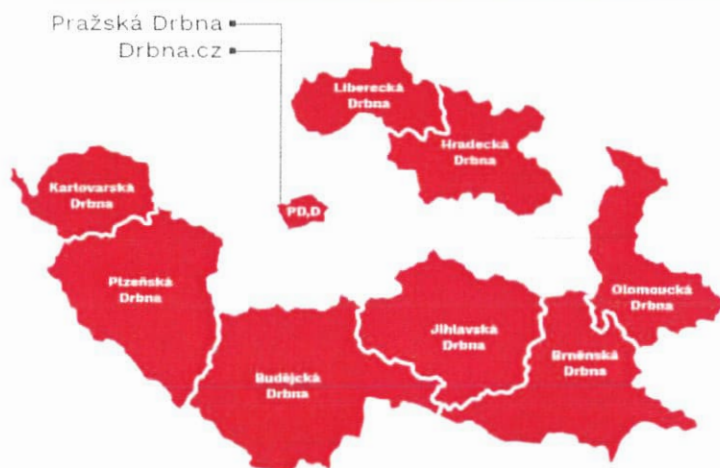 Pražská Drbna
Drbna.cz
Liberecká
Drbna
Hradecká
Drbna
Karlovarská
Drbna
PD,D
Plzeňská
Drbna
Olomoucká
Drbna
Jihlavská
Drbna
Brněnská
Drbna
Budějcká
Drbna